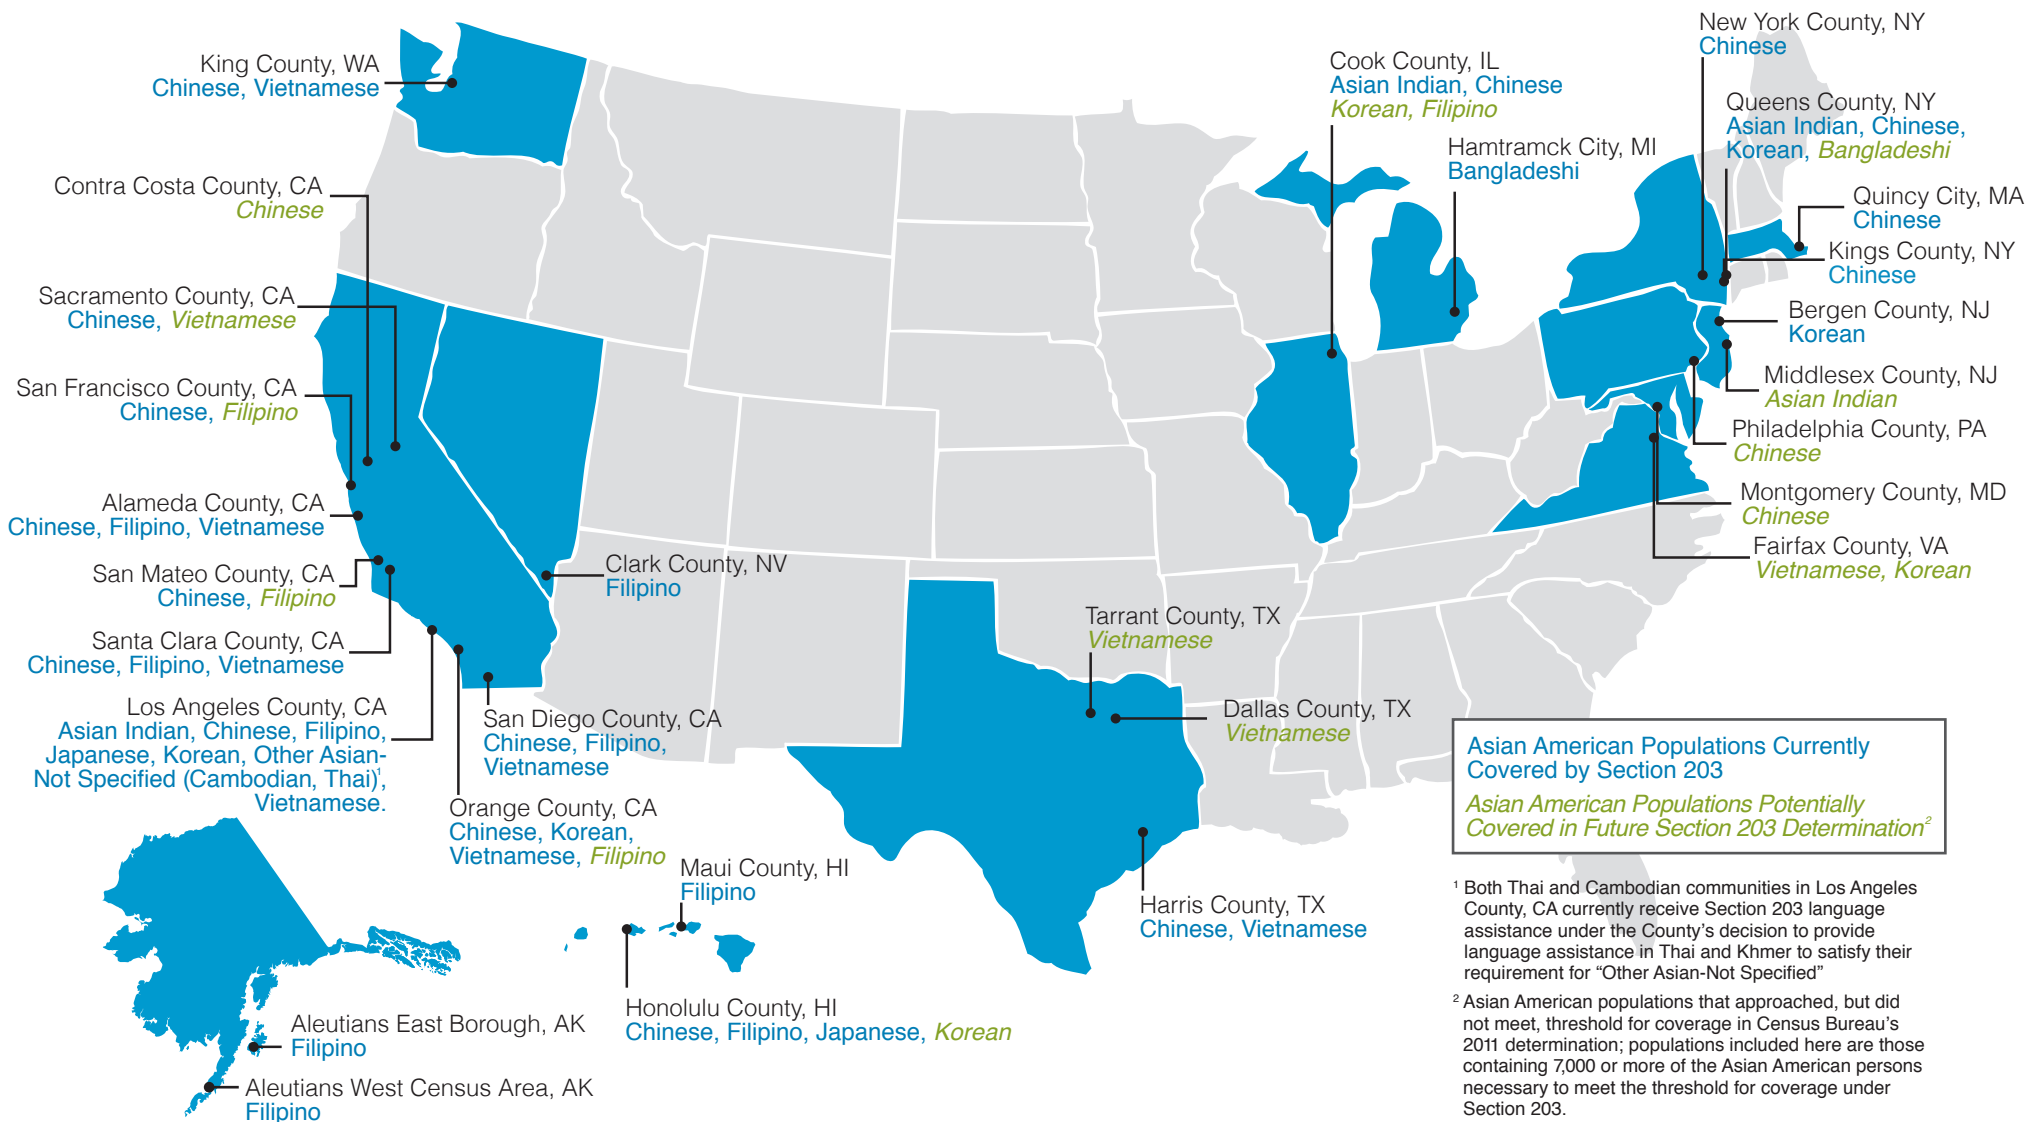 King County, WA
Chinese, Vietnamese
Contra Costa County, CA
Chinese
Sacramento County, CA
Chinese, Vietnamese
San Francisco County, CA
Chinese, Filipino
Alameda County, CA
Chinese, Filipino, Vietnamese
San Mateo County, CA
Chinese, Filipino
Santa Clara County, CA
Chinese, Filipino, Vietnamese
Los Angeles County, CA
Asian Indian, Chinese, Filipino,
Japanese, Korean, Other Asian-
Not Specified (Cambodian, Thai)¹,
Vietnamese.
San Diego County, CA
Chinese, Filipino,
Vietnamese
Orange County, CA
Chinese, Korean,
Vietnamese, Filipino
Clark County, NV
Filipino
Maui County, HI
Filipino
Honolulu County, HI
Chinese, Filipino, Japanese, Korean
Aleutians East Borough, AK
Filipino
Aleutians West Census Area, AK
Filipino
Tarrant County, TX
Vietnamese
Dallas County, TX
Vietnamese
Harris County, TX
Chinese, Vietnamese
Cook County, IL
Asian Indian, Chinese
Korean, Filipino
Hamtramck City, MI
Bangladeshi
New York County, NY
Chinese
Queens County, NY
Asian Indian, Chinese,
Korean, Bangladeshi
Quincy City, MA
Chinese
Kings County, NY
Chinese
Bergen County, NJ
Korean
Middlesex County, NJ
Asian Indian
Philadelphia County, PA
Chinese
Montgomery County, MD
Chinese
Fairfax County, VA
Vietnamese, Korean
Asian American Populations Currently
Covered by Section 203
Asian American Populations Potentially
Covered in Future Section 203 Determination²
¹ Both Thai and Cambodian communities in Los Angeles
County, CA currently receive Section 203 language
assistance under the County's decision to provide
language assistance in Thai and Khmer to satisfy their
requirement for “Other Asian-Not Specified”
² Asian American populations that approached, but did
not meet, threshold for coverage in Census Bureau's
2011 determination; populations included here are those
containing 7,000 or more of the Asian American persons
necessary to meet the threshold for coverage under
Section 203.